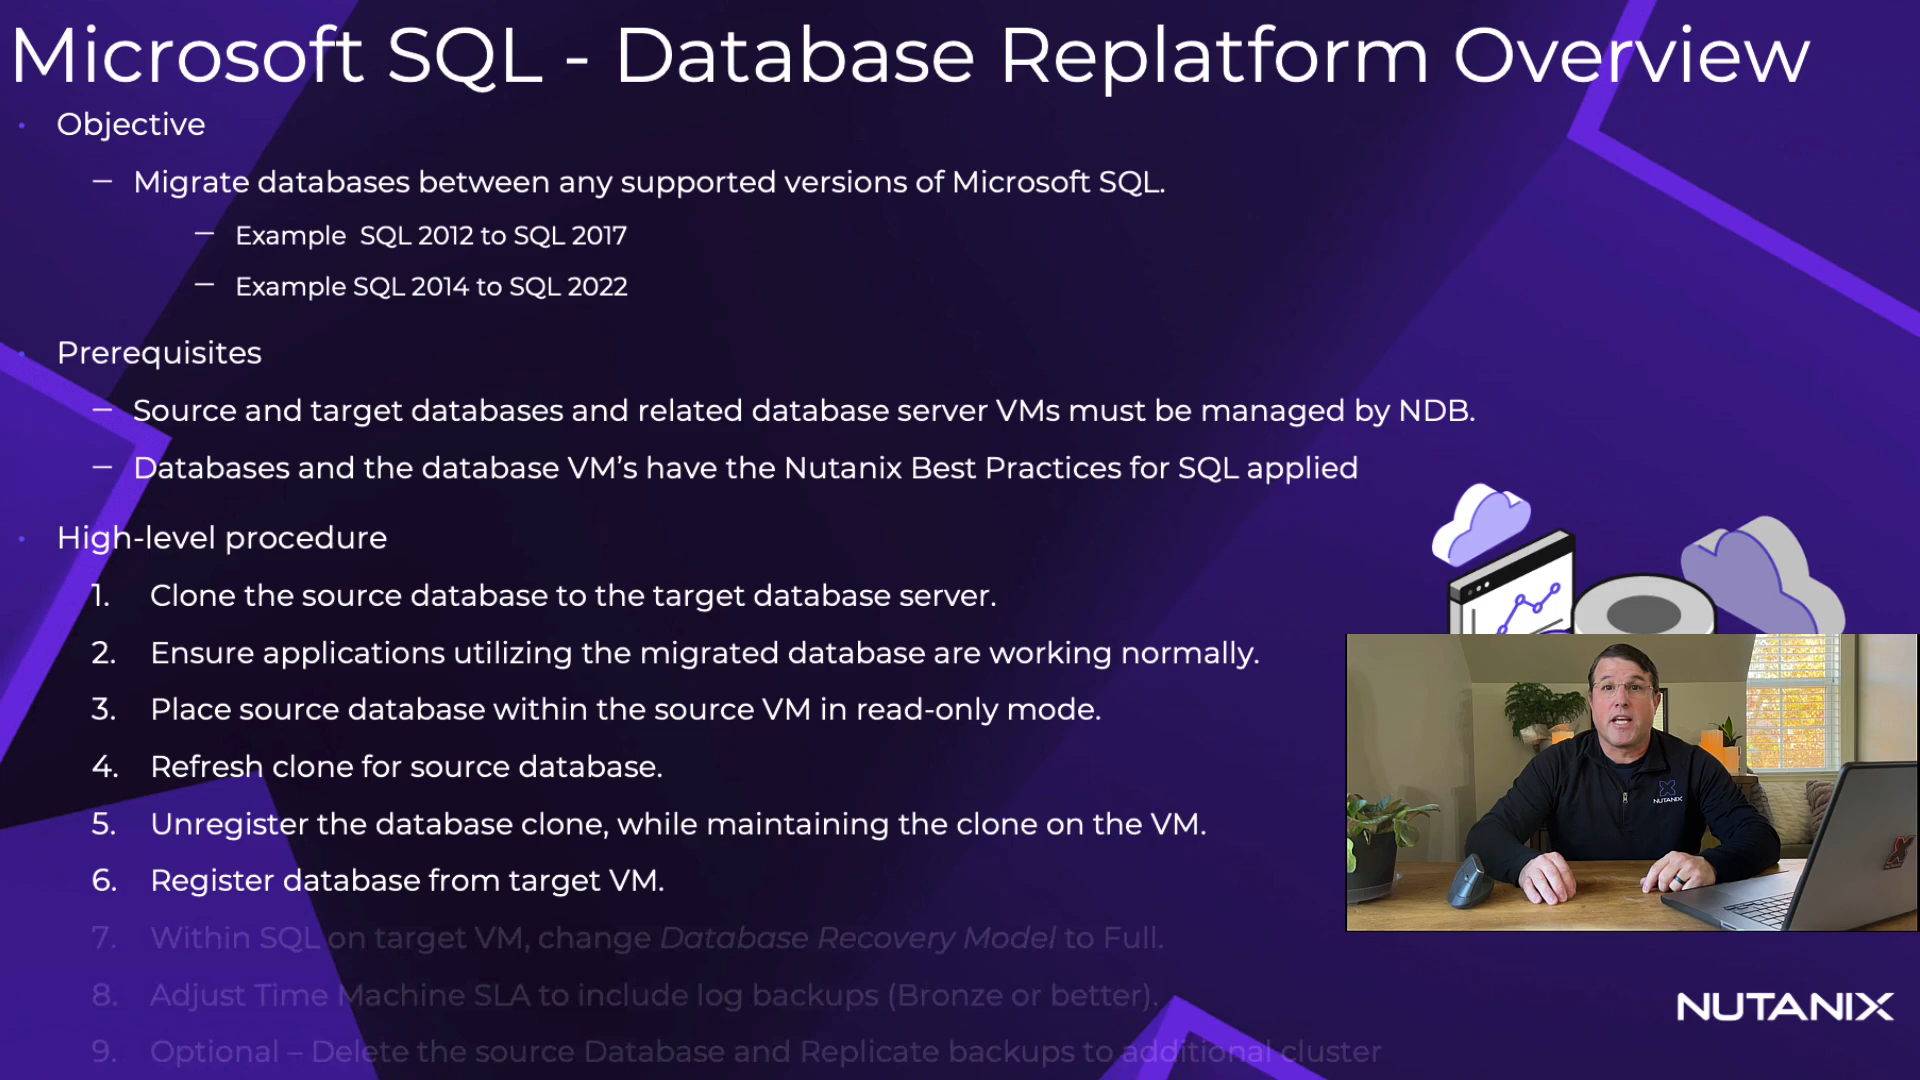 Microsoft SQL - Database Replatform Overview
• Objective
– Migrate databases between any supported versions of Microsoft SQL.
– Example  SQL 2012 to SQL 2017
– Example SQL 2014 to SQL 2022
• Prerequisites
– Source and target databases and related database server VMs must be managed by NDB.
– Databases and the database VM’s have the Nutanix Best Practices for SQL applied
• High-level procedure
1. Clone the source database to the target database server.
2. Ensure applications utilizing the migrated database are working normally.
3. Place source database within the source VM in read-only mode.
4. Refresh clone for source database.
5. Unregister the database clone, while maintaining the clone on the VM.
6. Register database from target VM.
7. Within SQL on target VM, change Database Recovery Model to Full.
8. Adjust Time Machine SLA to include log backups (Bronze or better).
9. Optional – Delete the source Database and Replicate backups to additional cluster
NUTANIX
NUTANIX